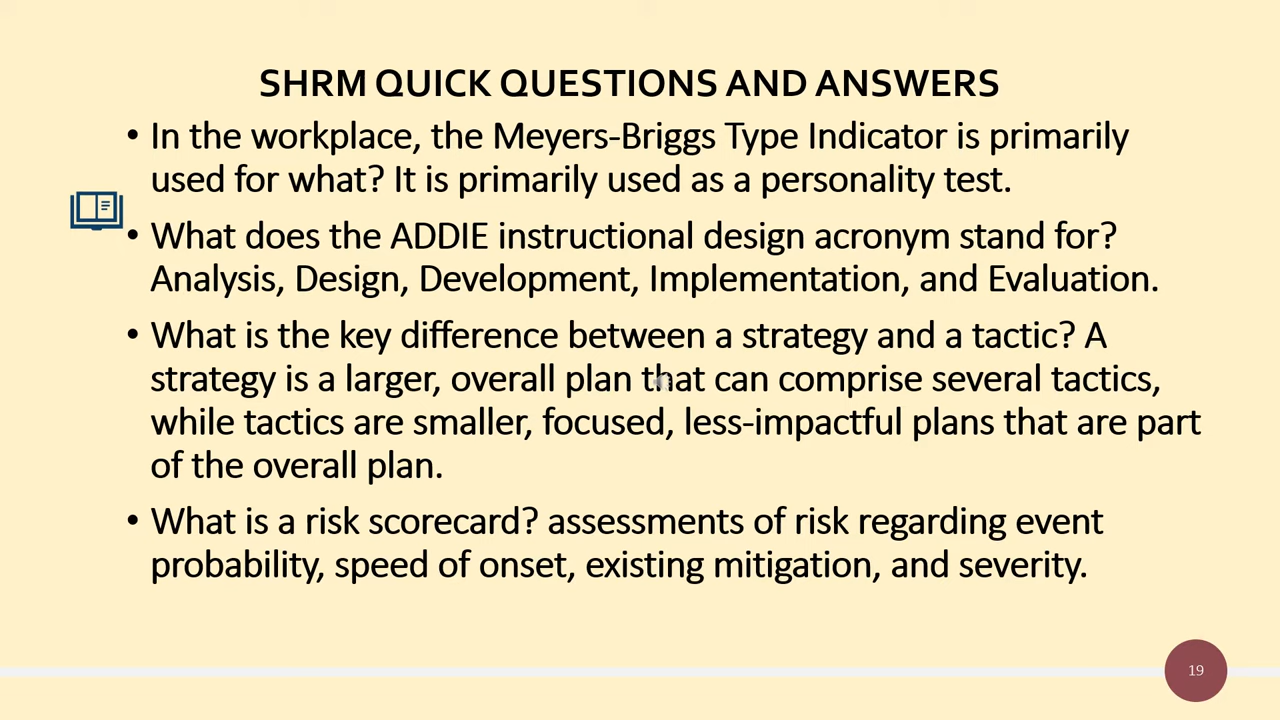 SHRM QUICK QUESTIONS AND ANSWERS
• In the workplace, the Meyers-Briggs Type Indicator is primarily
used for what? It is primarily used as a personality test.
• What does the ADDIE instructional design acronym stand for?
Analysis, Design, Development, Implementation, and Evaluation.
• What is the key difference between a strategy and a tactic? A
strategy is a larger, overall plan that can comprise several tactics,
while tactics are smaller, focused, less-impactful plans that are part
of the overall plan.
• What is a risk scorecard? assessments of risk regarding event
probability, speed of onset, existing mitigation, and severity.
19